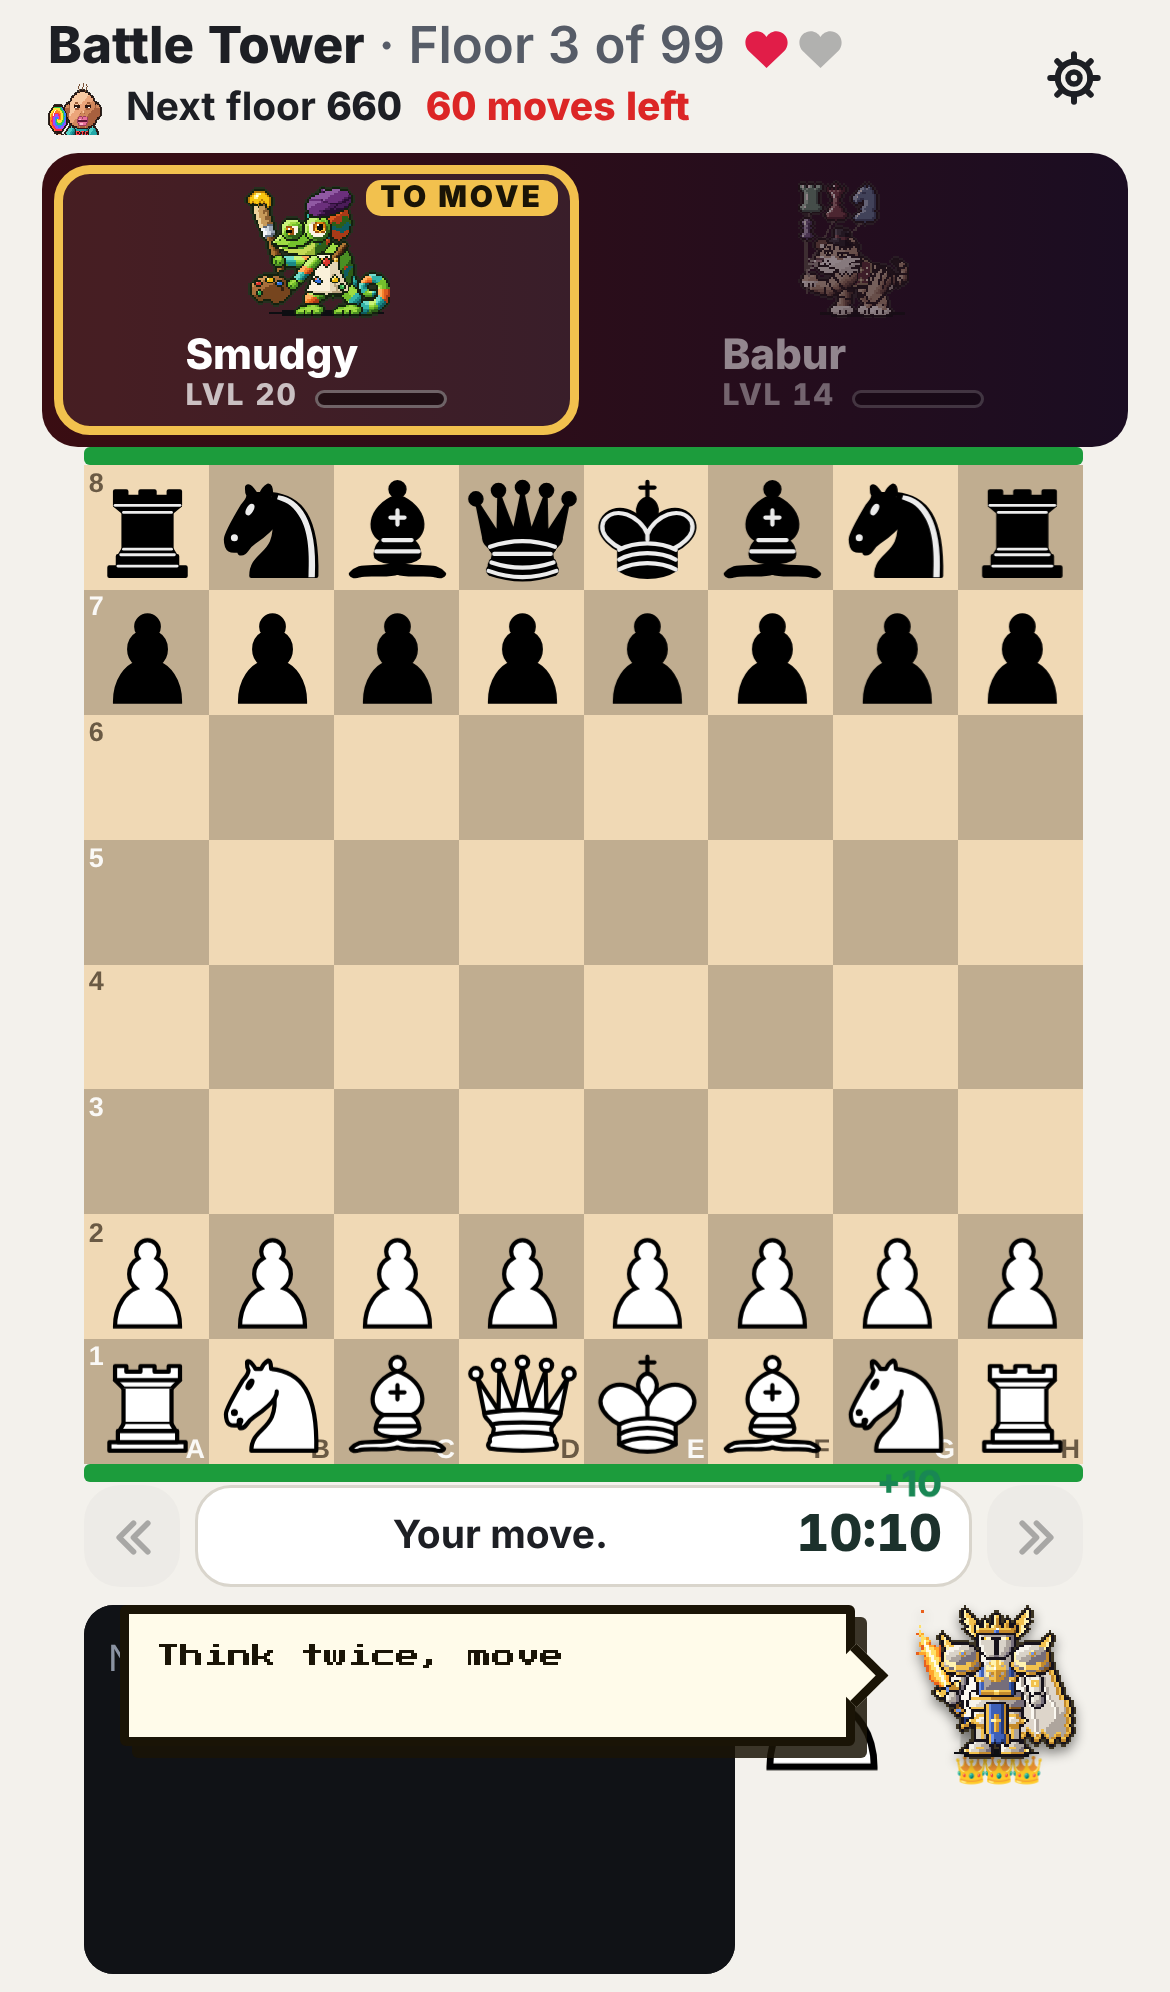 Battle Tower · Floor 3 of 99
Next floor 660 60 moves left
TO MOVE
Smudgy
LVL 20
Babur
LVL 14
8
7
6
5
4
3
2
1
A B C D E F G H
+10
Your move. 10:10
Think twice, move